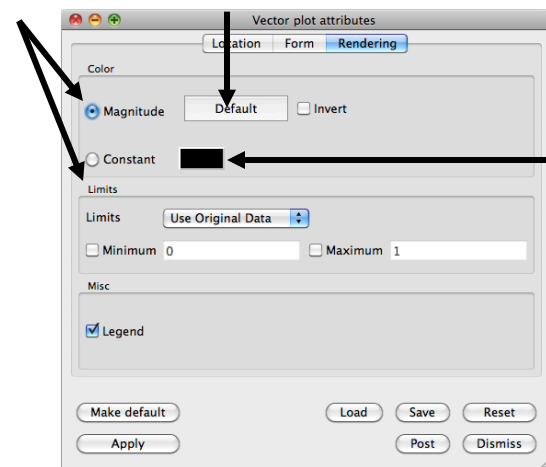 Vector plot attributes
Location Form Rendering
Color
Magnitude Default Invert
Constant
Limits
Limits Use Original Data
Minimum 0 Maximum 1
Misc
Legend
Make default Load Save Reset
Apply Post Dismiss